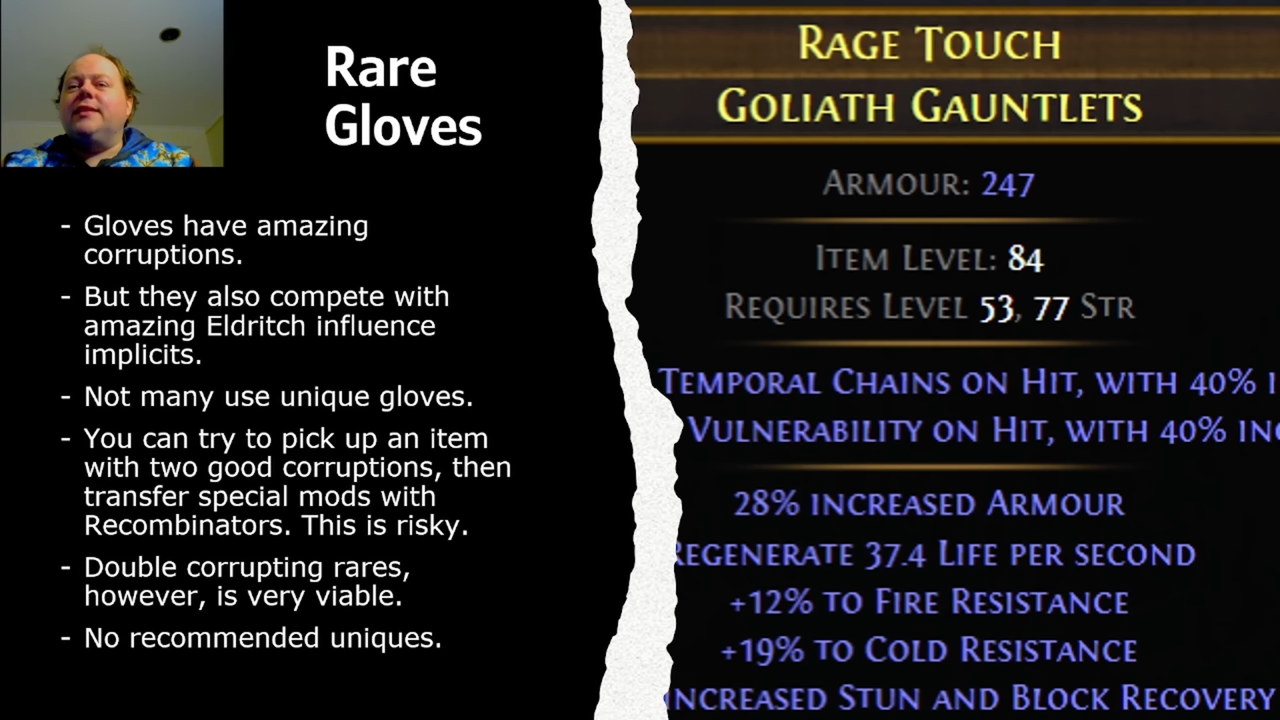 Rare
Gloves
- Gloves have amazing
corruptions.
- But they also compete with
amazing Eldritch influence
implicits.
- Not many use unique gloves.
- You can try to pick up an item
with two good corruptions, then
transfer special mods with
Recombinators. This is risky.
- Double corrupting rares,
however, is very viable.
- No recommended uniques.
Rage Touch
Goliath Gauntlets
Armour: 247
Item Level: 84
Requires Level 53, 77 Str
Temporal Chains on Hit, with 40%
Vulnerability on Hit, with 40%
28% increased Armour
Regenerate 37.4 Life per second
+12% to Fire Resistance
+19% to Cold Resistance
increased Stun and Block Recovery